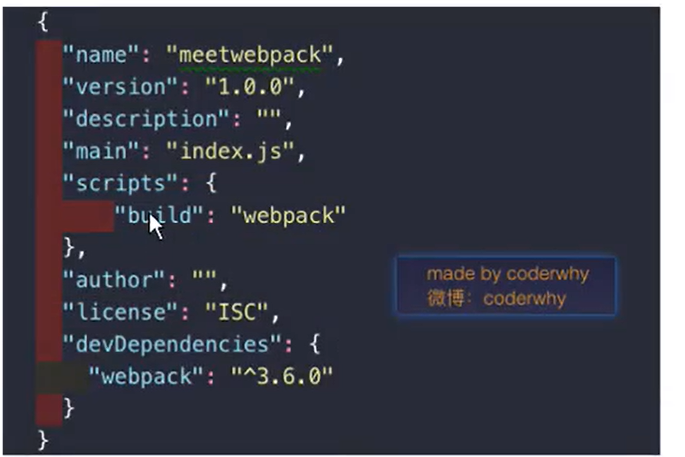 {
"name": "meetwebpack",
"version": "1.0.0",
"description": "",
"main": "index.js",
"scripts": {
"build": "webpack"
},
"author": "",
"license": "ISC",
"devDependencies": {
"webpack": "^3.6.0"
}
}
made by coderwhy
微博：coderwhy